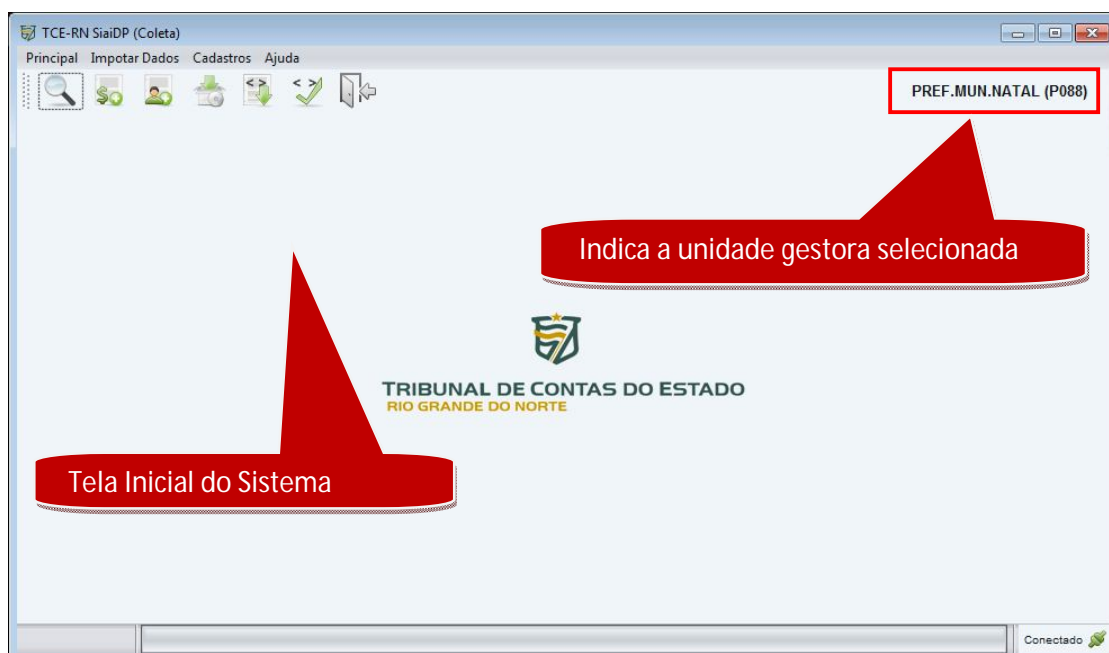 TCE-RN SiaiDP (Coleta)
Principal Impotar Dados Cadastros Ajuda
PREF.MUN.NATAL (P088)
Indica a unidade gestora selecionada
TRIBUNAL DE CONTAS DO ESTADO
RIO GRANDE DO NORTE
Tela Inicial do Sistema
Conectado